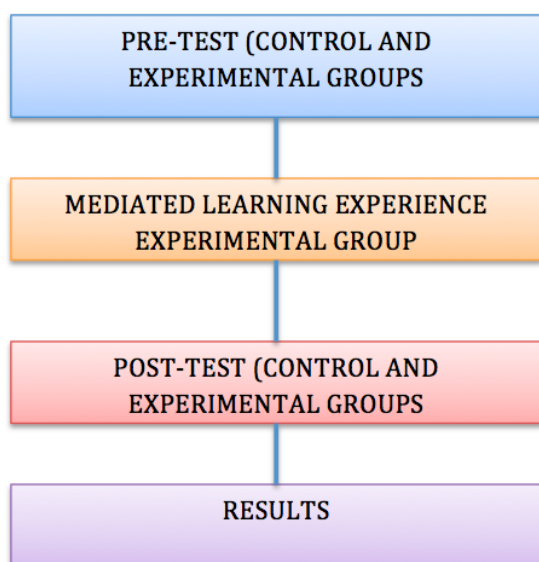 PRE-TEST (CONTROL AND
EXPERIMENTAL GROUPS
MEDIATED LEARNING EXPERIENCE
EXPERIMENTAL GROUP
POST-TEST (CONTROL AND
EXPERIMENTAL GROUPS
RESULTS